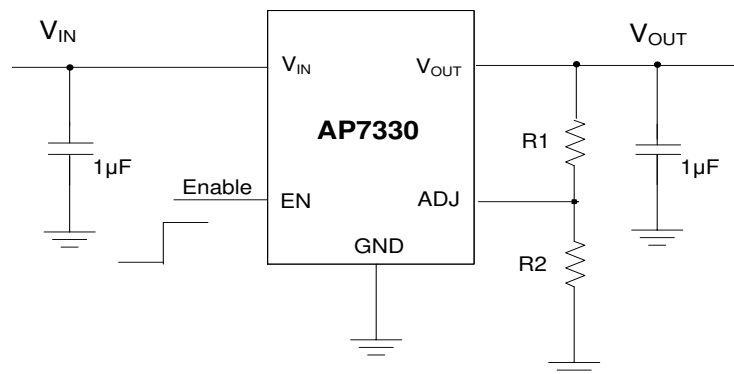 VIN
VOUT
VIN
VOUT
AP7330
R1
1µF
1µF
Enable
EN
ADJ
GND
R2